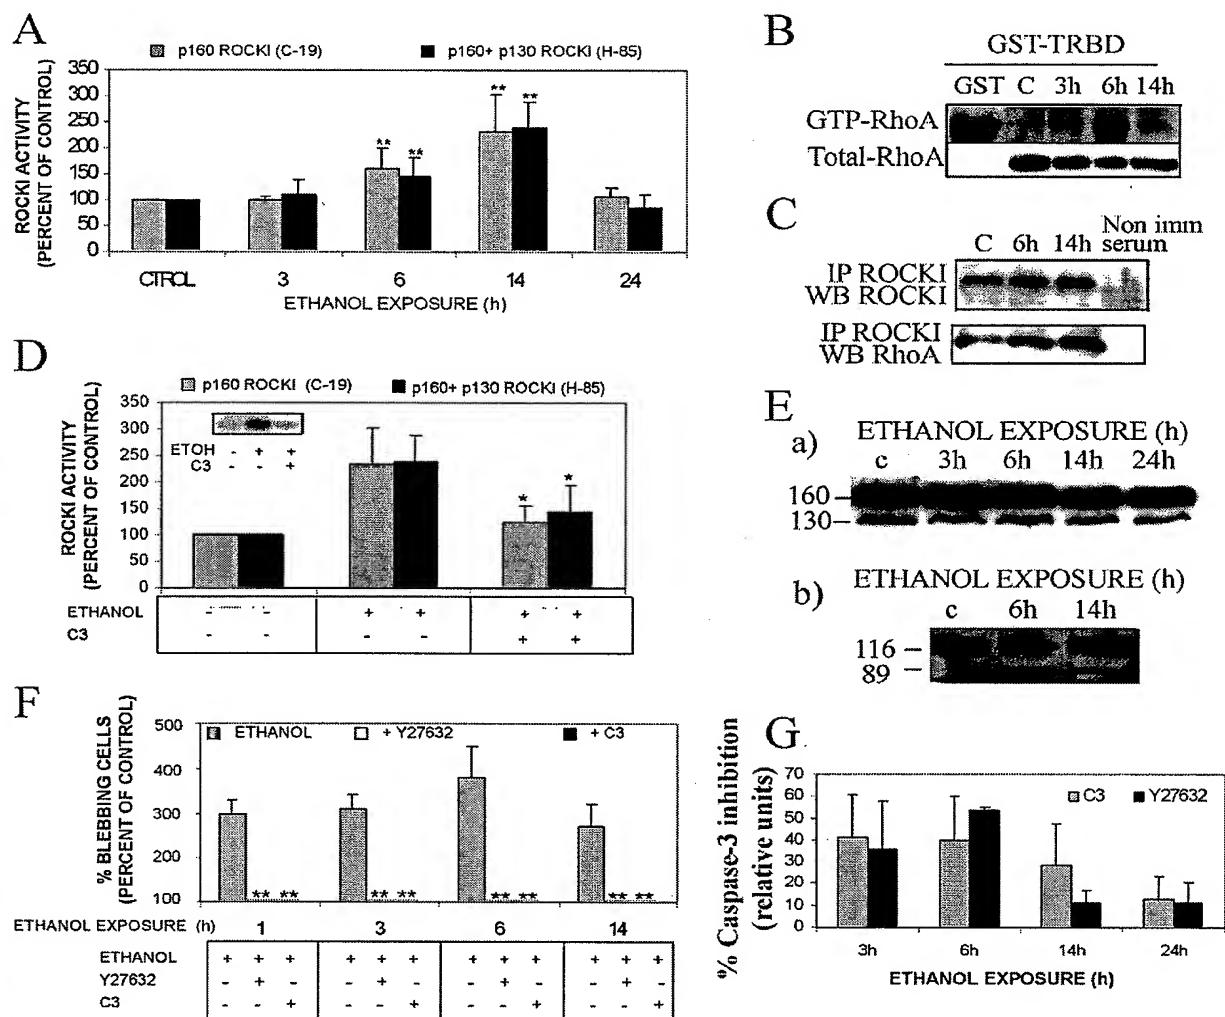 A
p160 ROCKI (C-19) p160+ p130 ROCKI (H-85)
ROCKI ACTIVITY
(PERCENT OF CONTROL)
350
300
250
200
150
100
50
0
** ** ** **
CTROL 3 6 14 24
ETHANOL EXPOSURE (h)
B
GST-TRBD
GST C 3h 6h 14h
GTP-RhoA
Total-RhoA
C
C 6h 14h Non imm
serum
IP ROCKI
WB ROCKI
IP ROCKI
WB RhoA
D
p160 ROCKI (C-19) p160+ p130 ROCKI (H-85)
ROCKI ACTIVITY
(PERCENT OF CONTROL)
350
300
250
200
150
100
50
0
ETOH - + +
C3 - - +
* *
ETHANOL - - + + + +
C3 - - - - + +
E
a)
ETHANOL EXPOSURE (h)
c 3h 6h 14h 24h
160
130
b)
ETHANOL EXPOSURE (h)
c 6h 14h
116
89
F
ETHANOL + Y27632 + C3
% BLEBBING CELLS
(PERCENT OF CONTROL)
500
400
300
200
100
** ** ** ** ** ** ** **
ETHANOL EXPOSURE (h) 1 3 6 14
ETHANOL + + + + + + + + + + + +
Y27632 - + - - + - - + - - + -
C3 - - + - - + - - + - - +
G
C3 Y27632
% Caspase-3 inhibition
(relative units)
70
60
50
40
30
20
10
0
3h 6h 14h 24h
ETHANOL EXPOSURE (h)